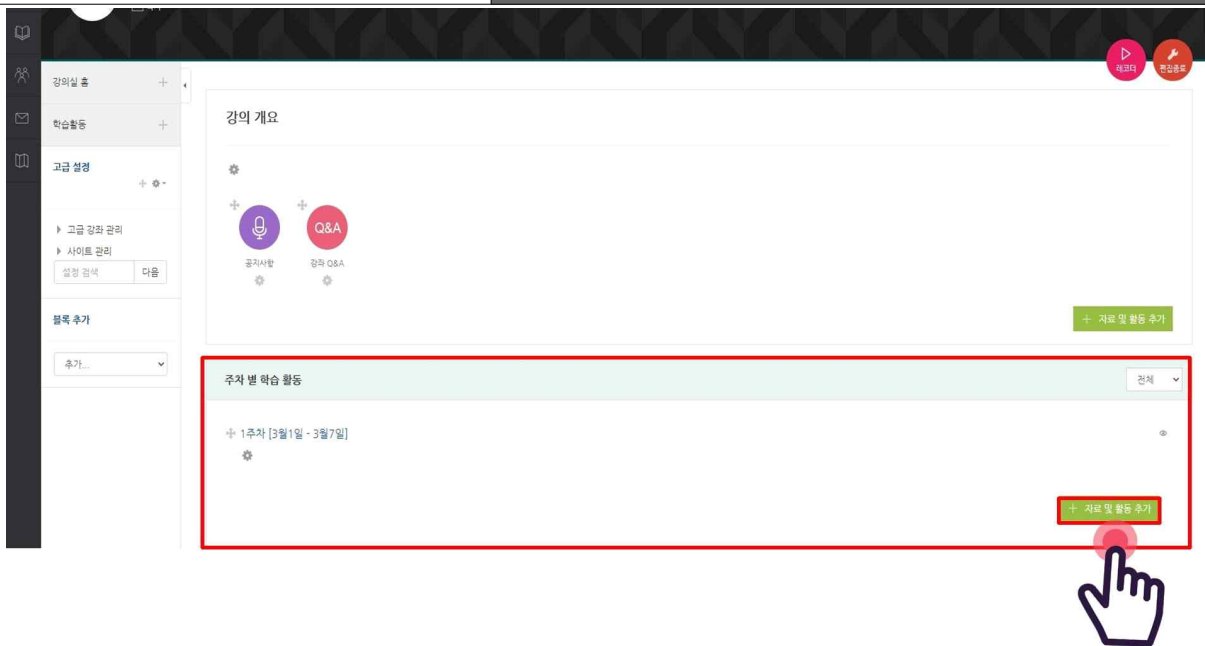 레코더
편집종료
강의실 홈
학습활동
고급 설정
고급 강좌 관리
사이트 관리
설정 검색
다음
블록 추가
추가...
강의 개요
Q&A
공지사항
강좌 Q&A
+ 자료 및 활동 추가
주차 별 학습 활동
전체
1주차 [3월1일 - 3월7일]
+ 자료 및 활동 추가